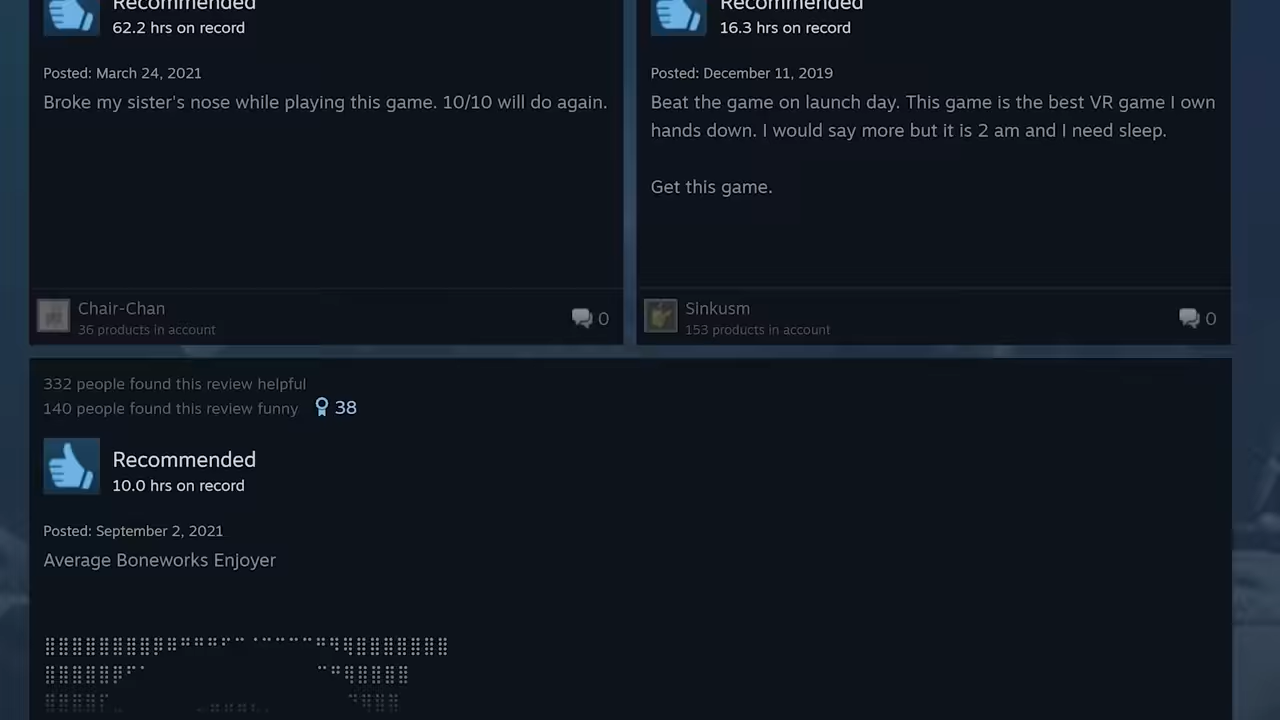 Recommended
62.2 hrs on record
Posted: March 24, 2021
Broke my sister's nose while playing this game. 10/10 will do again.
Chair-Chan
36 products in account
0
Recommended
16.3 hrs on record
Posted: December 11, 2019
Beat the game on launch day. This game is the best VR game I own
hands down. I would say more but it is 2 am and I need sleep.
Get this game.
Sinkusm
153 products in account
0
332 people found this review helpful
140 people found this review funny 38
Recommended
10.0 hrs on record
Posted: September 2, 2021
Average Boneworks Enjoyer